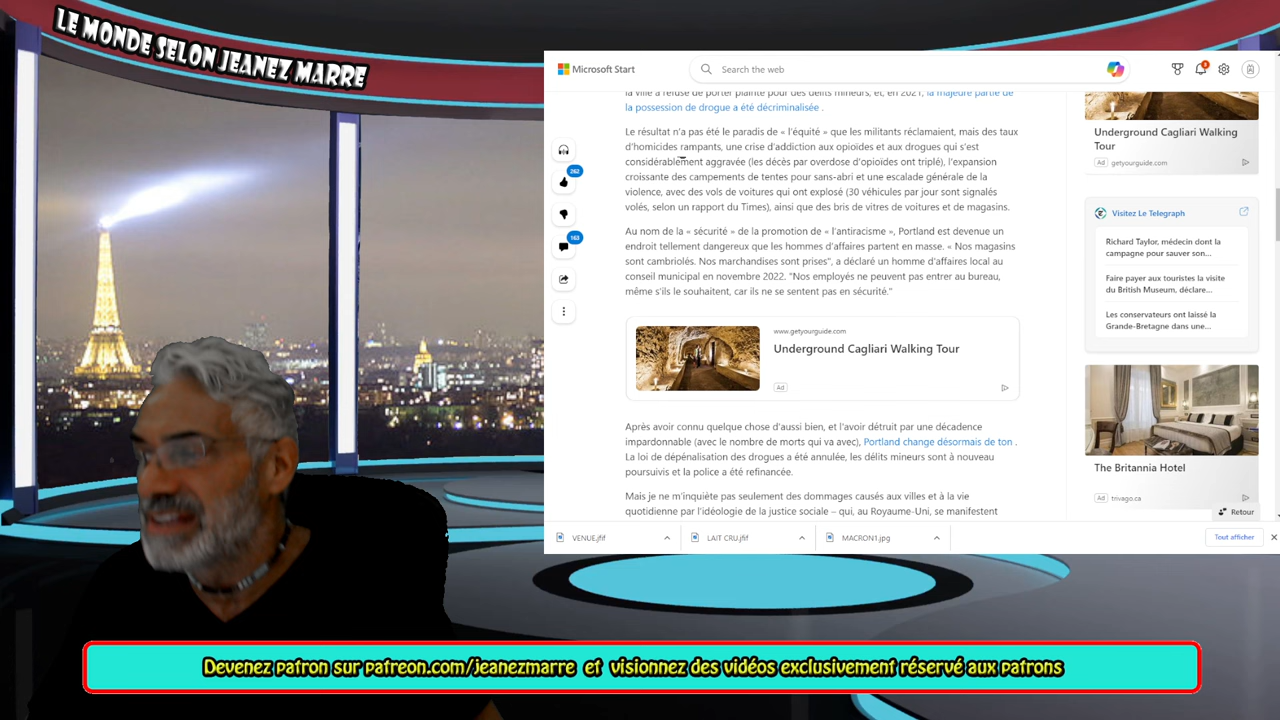 LE MONDE SELON JEANEZ MARRE
Microsoft Start
Search the web
3
la ville a refusé de porter plainte pour des délits mineurs, et, en 2021, la majeure partie de
la possession de drogue a été décriminalisée .
Le résultat n'a pas été le paradis de « l'équité » que les militants réclamaient, mais des taux
d'homicides rampants, une crise d'addiction aux opioïdes et aux drogues qui s'est
considérablement aggravée (les décès par overdose d'opioïdes ont triplé), l'expansion
croissante des campements de tentes pour sans-abri et une escalade générale de la
violence, avec des vols de voitures qui ont explosé (30 véhicules par jour sont signalés
volés, selon un rapport du Times), ainsi que des bris de vitres de voitures et de magasins.
262
163
Au nom de la « sécurité » de la promotion de « l'antiracisme », Portland est devenue un
endroit tellement dangereux que les hommes d'affaires partent en masse. « Nos magasins
sont cambriolés. Nos marchandises sont prises", a déclaré un homme d'affaires local au
conseil municipal en novembre 2022. "Nos employés ne peuvent pas entrer au bureau,
même s'ils le souhaitent, car ils ne se sentent pas en sécurité."
www.getyourguide.com
Underground Cagliari Walking Tour
Ad
Après avoir connu quelque chose d'aussi bien, et l'avoir détruit par une décadence
impardonnable (avec le nombre de morts qui va avec), Portland change désormais de ton .
La loi de dépénalisation des drogues a été annulée, les délits mineurs sont à nouveau
poursuivis et la police a été refinancée.
Mais je ne m'inquiète pas seulement des dommages causés aux villes et à la vie
quotidienne par l'idéologie de la justice sociale – qui, au Royaume-Uni, se manifestent
Underground Cagliari Walking
Tour
Ad getyourguide.com
Visitez Le Telegraph
Richard Taylor, médecin dont la
campagne pour sauver son...
Faire payer aux touristes la visite
du British Museum, déclare...
Les conservateurs ont laissé la
Grande-Bretagne dans une...
The Britannia Hotel
Ad trivago.ca
Retour
VENUE.jfif
LAIT CRU.jfif
MACRON1.jpg
Tout afficher
Devenez patron sur patreon.com/jeanezmarre et visionnez des vidéos exclusivement réservé aux patrons